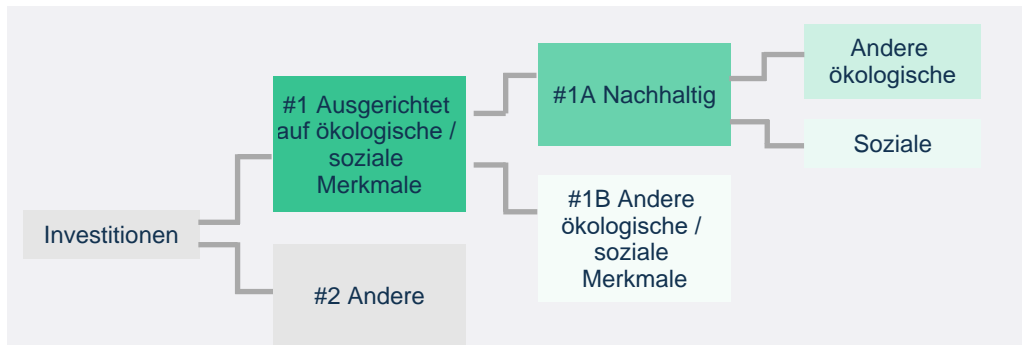 Investitionen
#1 Ausgerichtet
auf ökologische /
soziale
Merkmale
#2 Andere
#1A Nachhaltig
#1B Andere
ökologische /
soziale
Merkmale
Andere
ökologische
Soziale